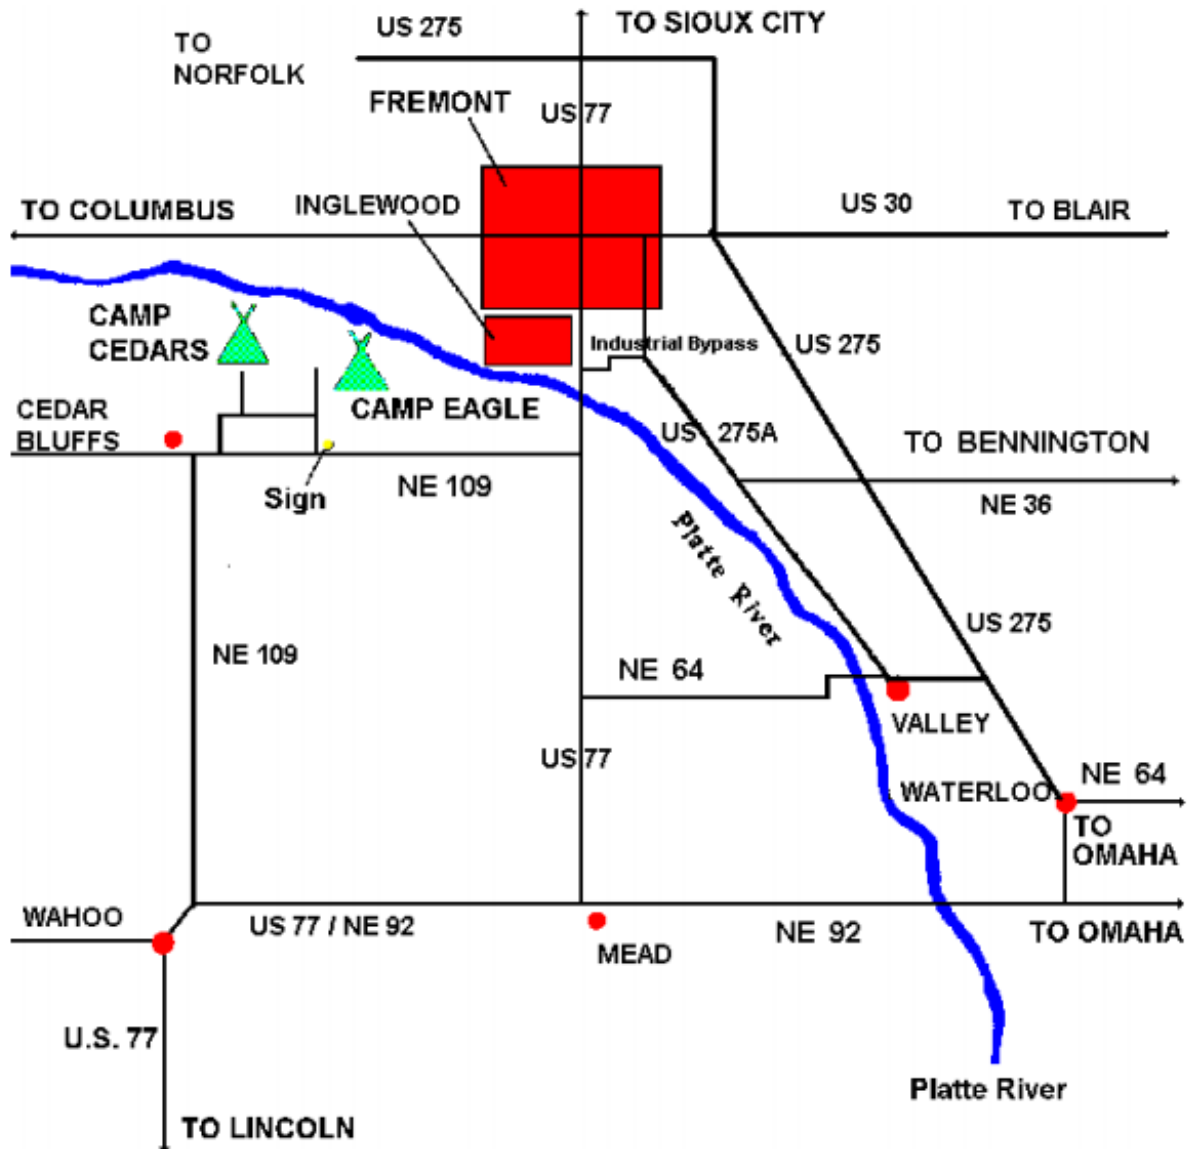 US 275
TO SIOUX CITY
TO
NORFOLK
FREMONT
US 77
TO COLUMBUS
INGLEWOOD
US 30
TO BLAIR
CAMP
CEDARS
Industrial Bypass
US 275
CEDAR
BLUFFS
CAMP EAGLE
US 275A
TO BENNINGTON
Sign
NE 109
NE 36
Platte River
US 275
NE 109
NE 64
VALLEY
US 77
WATERLOO
NE 64
TO
OMAHA
WAHOO
US 77 / NE 92
MEAD
NE 92
TO OMAHA
U.S. 77
Platte River
TO LINCOLN